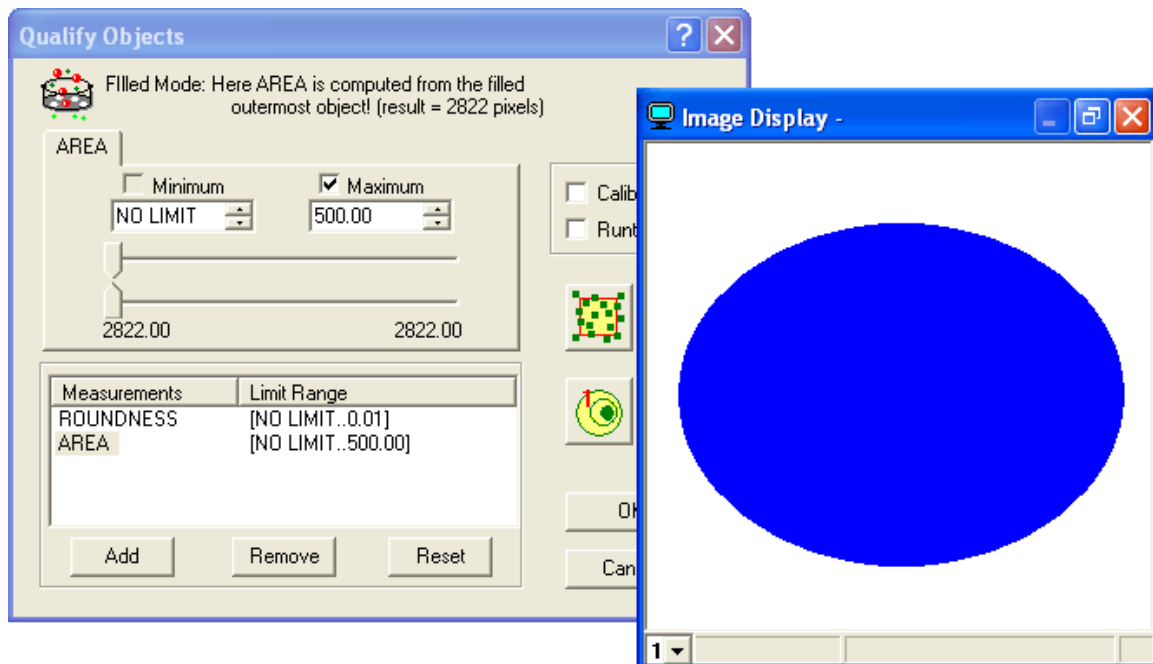 Qualify Objects
FIlled Mode: Here AREA is computed from the filled
outermost object! (result = 2822 pixels)
AREA
Minimum
Maximum
NO LIMIT
500.00
2822.00
2822.00
Measurements
Limit Range
ROUNDNESS
[NO LIMIT..0.01]
AREA
[NO LIMIT..500.00]
Add
Remove
Reset
Calib
Runt
1
OK
Can
Image Display -
1